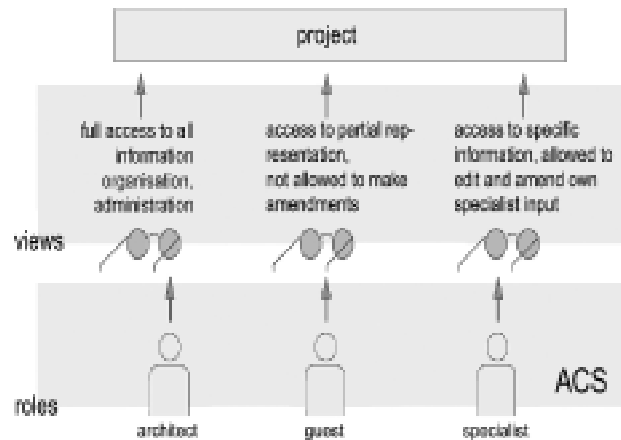 project
full access to all
information
organisation,
administration
access to partial rep-
resentation,
not allowed to make
amendments
access to specific
information, allowed to
edit and amend own
specialist input
views
ACS
roles
architect
guest
specialist